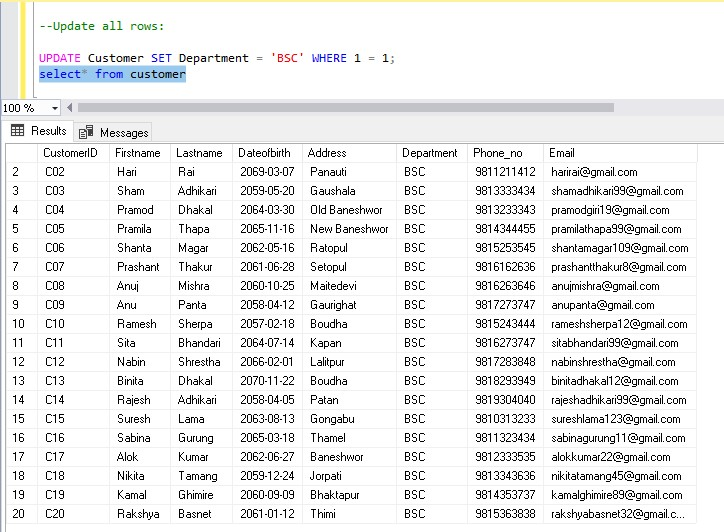 --Update all rows:
UPDATE Customer SET Department = 'BSC' WHERE 1 = 1;
select* from customer
100 %
Results Messages
CustomerID Firstname Lastname Dateofbirth Address Department Phone_no Email
2 C02 Hari Rai 2069-03-07 Panauti BSC 9811211412 harirai@gmail.com
3 C03 Sham Adhikari 2059-05-20 Gaushala BSC 9813333434 shamadhikari99@gmail.com
4 C04 Pramod Dhakal 2064-03-30 Old Baneshwor BSC 9813233343 pramodgiri19@gmail.com
5 C05 Pramila Thapa 2065-11-16 New Baneshwor BSC 9814344455 pramilathapa99@gmail.com
6 C06 Shanta Magar 2062-05-16 Ratopul BSC 9815253545 shantamagar109@gmail.com
7 C07 Prashant Thakur 2061-06-28 Setopul BSC 9816162636 prashantthakur8@gmail.com
8 C08 Anuj Mishra 2060-10-25 Maitedevi BSC 9816263646 anujmishra@gmail.com
9 C09 Anu Panta 2058-04-12 Gaurighat BSC 9817273747 anupanta@gmail.com
10 C10 Ramesh Sherpa 2057-02-18 Boudha BSC 9815243444 rameshsherpa12@gmail.com
11 C11 Sita Bhandari 2064-07-14 Kapan BSC 9816273747 sitabhandari99@gmail.com
12 C12 Nabin Shrestha 2066-02-01 Lalitpur BSC 9817283848 nabinshrestha@gmail.com
13 C13 Binita Dhakal 2070-11-22 Boudha BSC 9818293949 binitadhakal12@gmail.com
14 C14 Rajesh Adhikari 2058-04-05 Patan BSC 9819304040 rajeshadhikari99@gmail.com
15 C15 Suresh Lama 2063-08-13 Gongabu BSC 9810313233 sureshlama123@gmail.com
16 C16 Sabina Gurung 2065-03-18 Thamel BSC 9811323434 sabinagurung11@gmail.com
17 C17 Alok Kumar 2062-06-27 Baneshwor BSC 9812333535 alokkumar22@gmail.com
18 C18 Nikita Tamang 2059-12-24 Jorpati BSC 9813343636 nikitatamang45@gmail.com
19 C19 Kamal Ghimire 2060-09-09 Bhaktapur BSC 9814353737 kamalghimire89@gmail.com
20 C20 Rakshya Basnet 2061-01-12 Thimi BSC 9815363838 rakshyabasnet32@gmail.c...